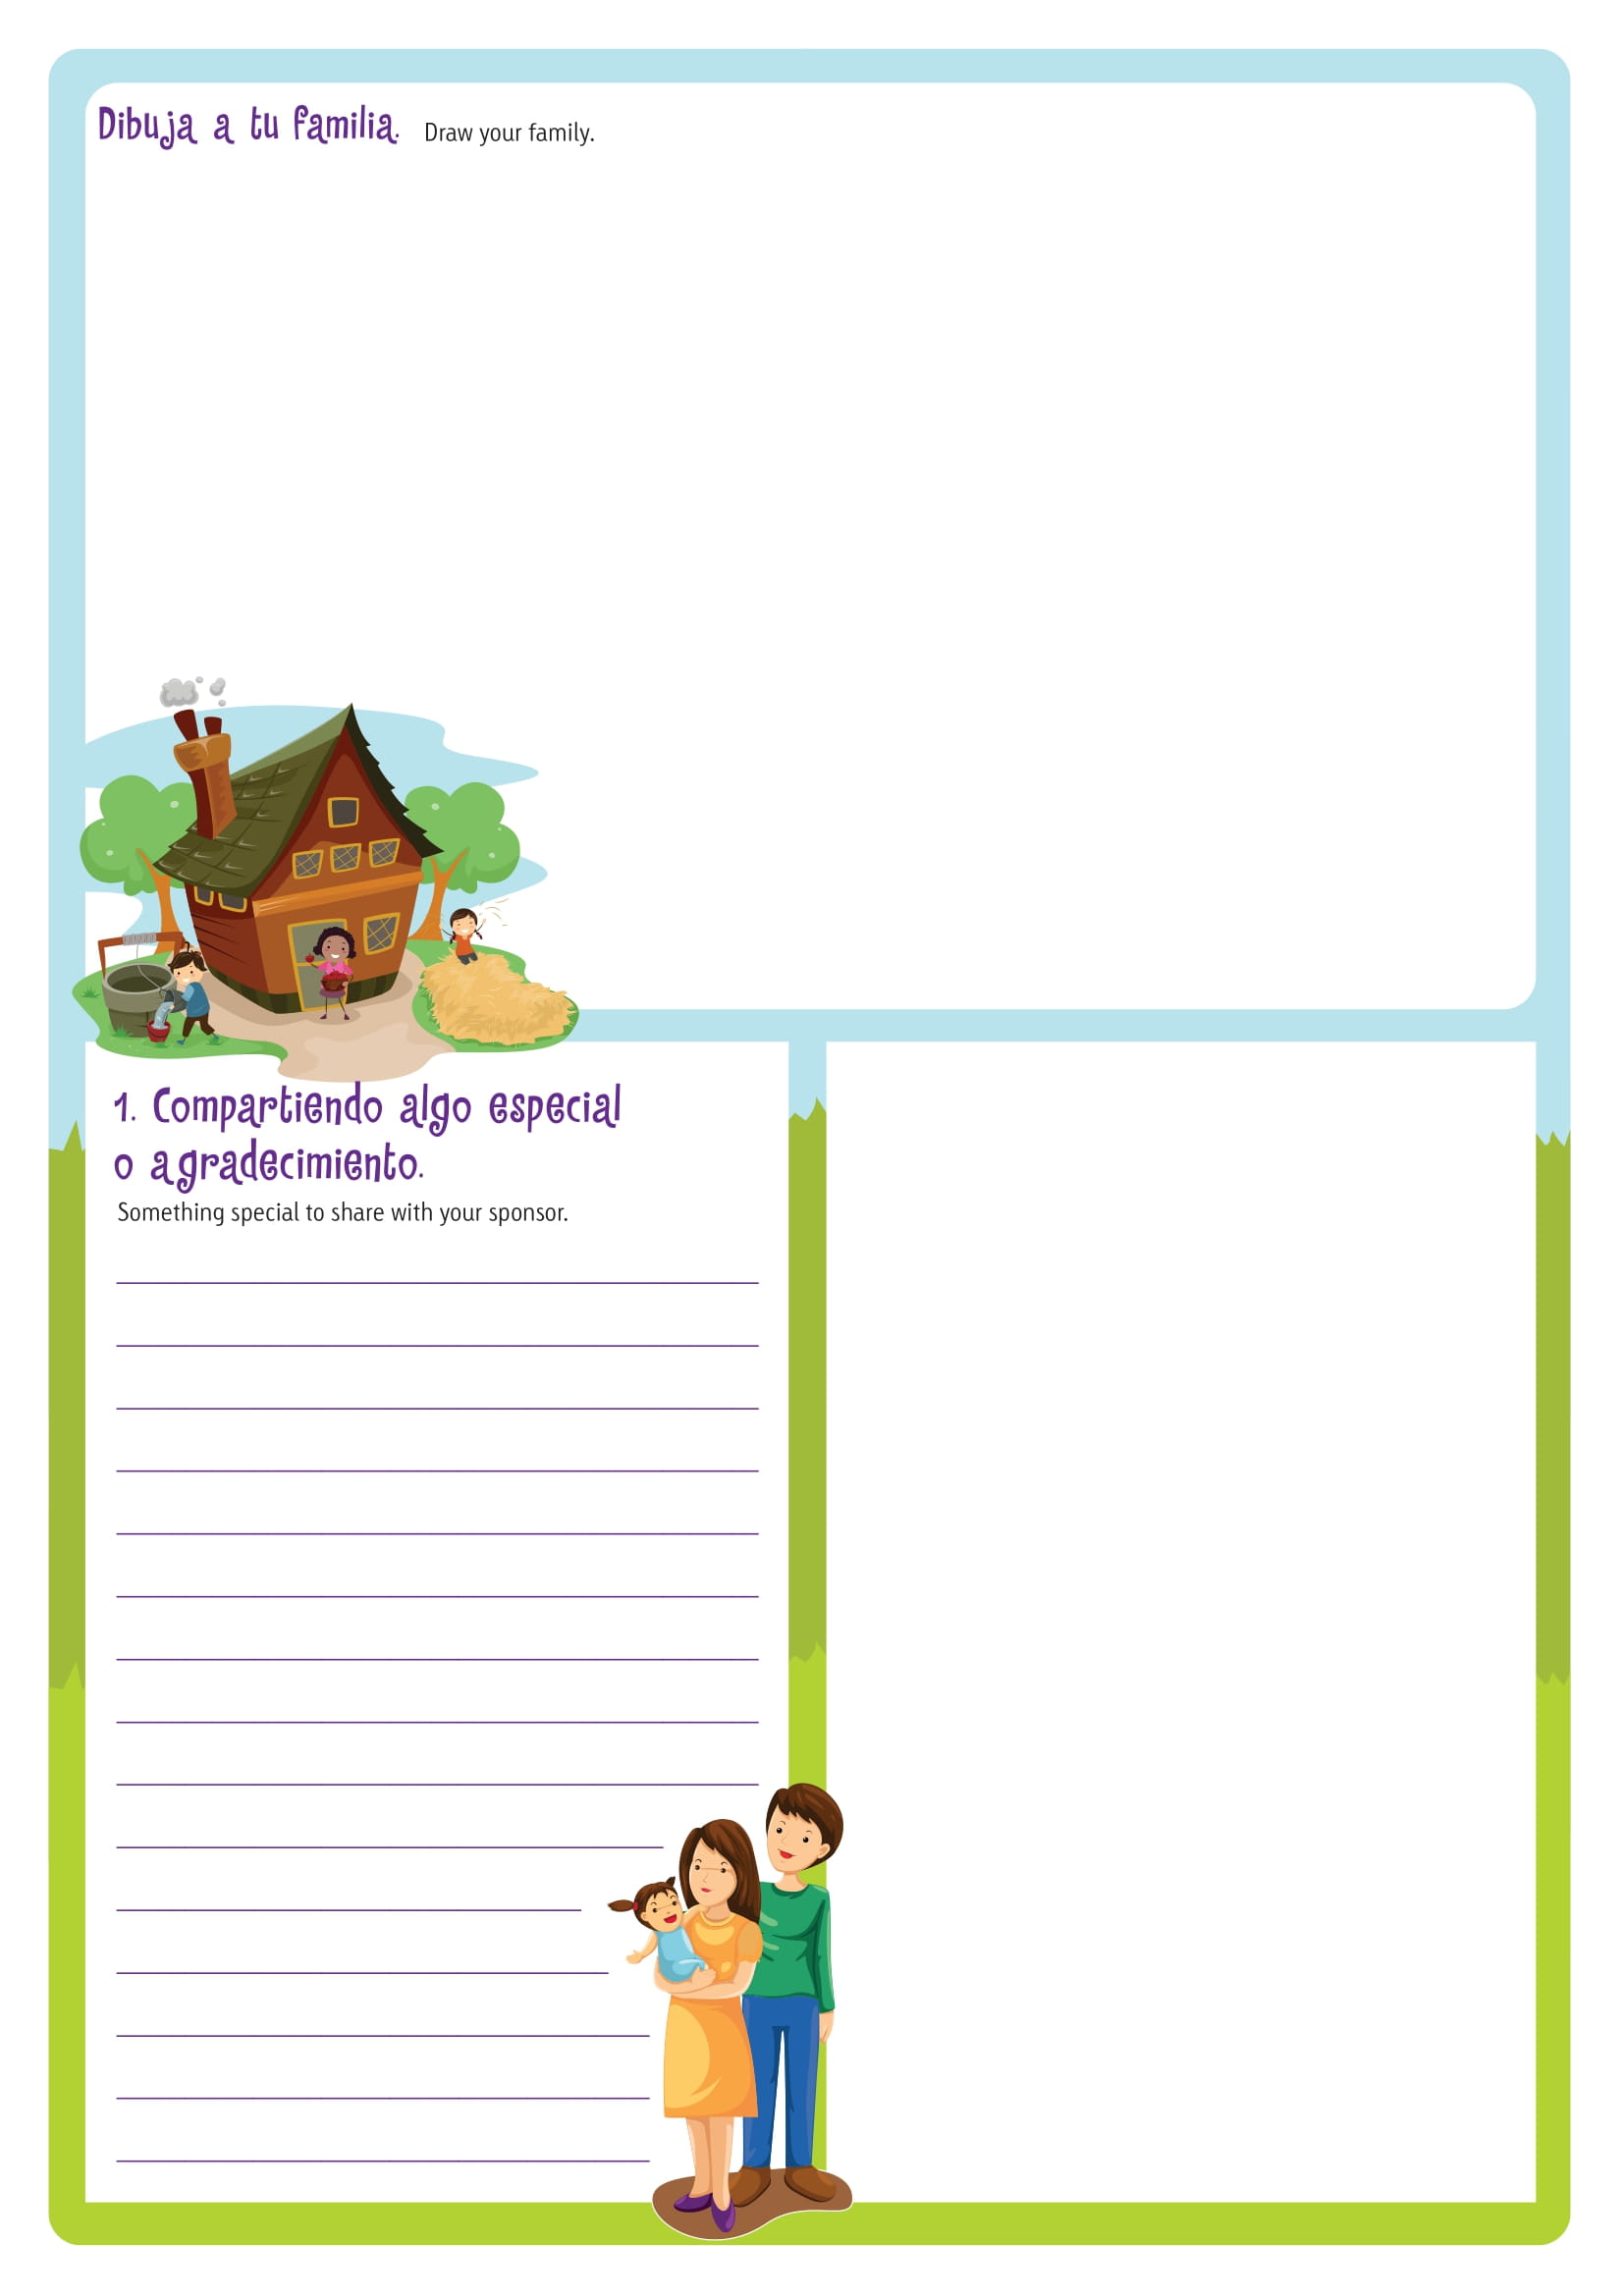 Dibuja a tu familia. Draw your family.
1. Compartiendo algo especial
o agradecimiento.
Something special to share with your sponsor.